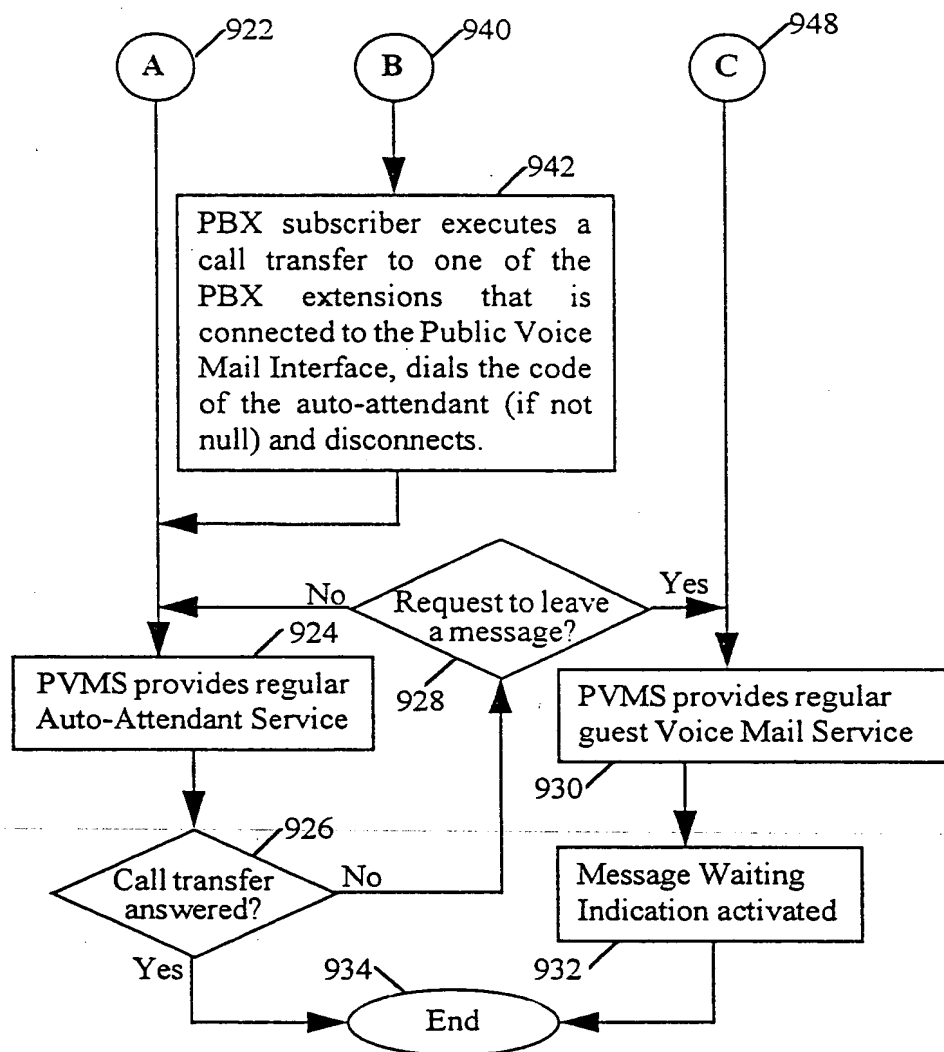 922
940
948
A
B
C
942
PBX subscriber executes a
call transfer to one of the
PBX extensions that is
connected to the Public Voice
Mail Interface, dials the code
of the auto-attendant (if not
null) and disconnects.
No
Yes
Request to leave
a message?
924
928
PVMS provides regular
Auto-Attendant Service
PVMS provides regular
guest Voice Mail Service
930
926
Call transfer
answered?
No
Yes
Message Waiting
Indication activated
932
934
End